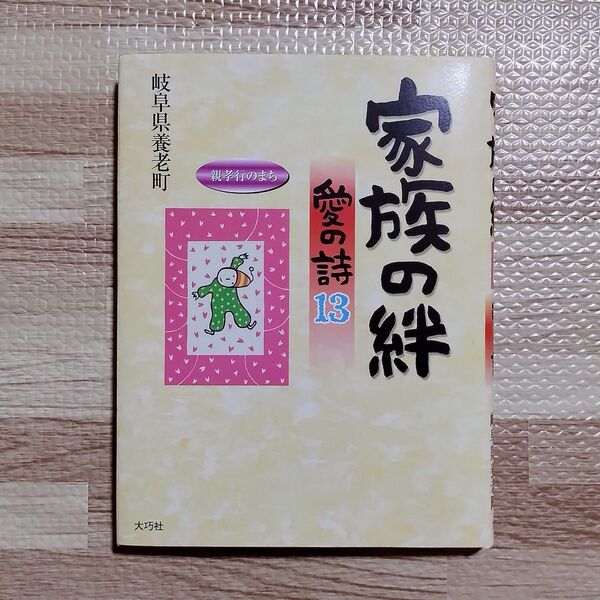 家族の絆
愛の詩
13
岐阜県養老町
親孝行のまち
大巧社